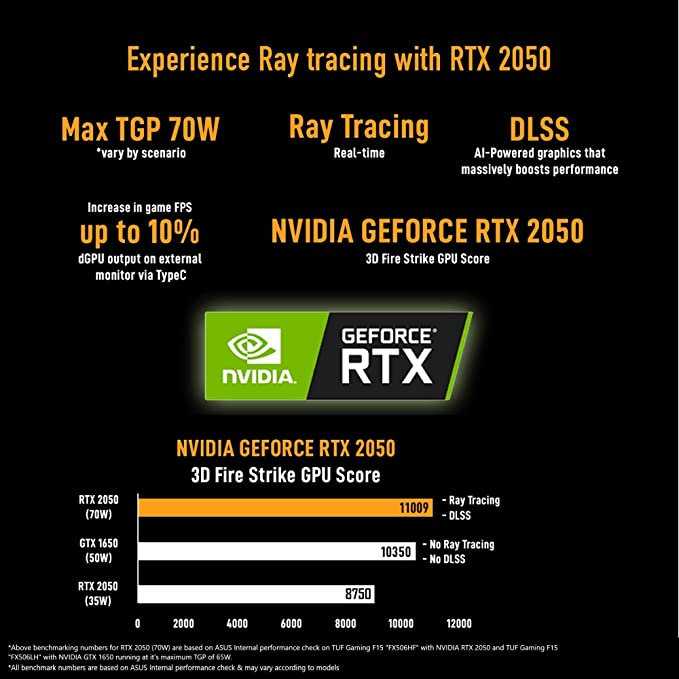 Experience Ray tracing with RTX 2050
Max TGP 70W
*vary by scenario
Ray Tracing
Real-time
DLSS
AI-Powered graphics that
massively boosts performance
Increase in game FPS
up to 10%
dGPU output on external
monitor via TypeC
NVIDIA GEFORCE RTX 2050
3D Fire Strike GPU Score
NVIDIA.
GEFORCE®
RTX
NVIDIA GEFORCE RTX 2050
3D Fire Strike GPU Score
RTX 2050
(70W)
11009
- Ray Tracing
- DLSS
GTX 1650
(50W)
10350
- No Ray Tracing
- No DLSS
RTX 2050
(35W)
8750
0 2000 4000 6000 8000 10000 12000
*Above benchmarking numbers for RTX 2050 (70W) are based on ASUS Internal performance check on TUF Gaming F15 "FX506HF" with NVIDIA RTX 2050 and TUF Gaming F15
"FX506LH" with NVIDIA GTX 1650 running at it's maximum TGP of 65W.
*All benchmark numbers are based on ASUS Internal performance check & may vary according to models